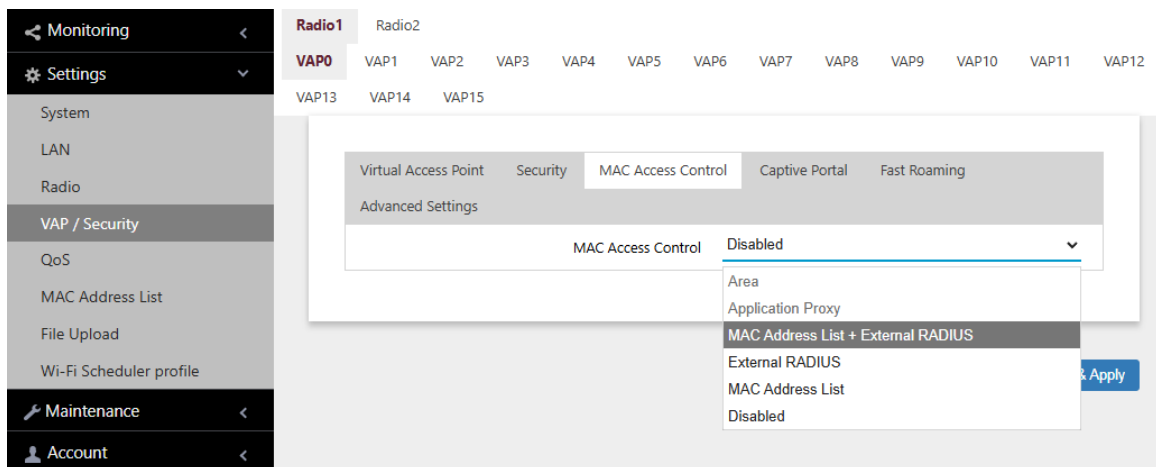 Monitoring
Settings
System
LAN
Radio
VAP / Security
QoS
MAC Address List
File Upload
Wi-Fi Scheduler profile
Maintenance
Account
Radio1 Radio2
VAP0 VAP1 VAP2 VAP3 VAP4 VAP5 VAP6 VAP7 VAP8 VAP9 VAP10 VAP11 VAP12
VAP13 VAP14 VAP15
Virtual Access Point Security MAC Access Control Captive Portal Fast Roaming
Advanced Settings
MAC Access Control Disabled
Area
Application Proxy
MAC Address List + External RADIUS
External RADIUS
MAC Address List
Disabled
& Apply